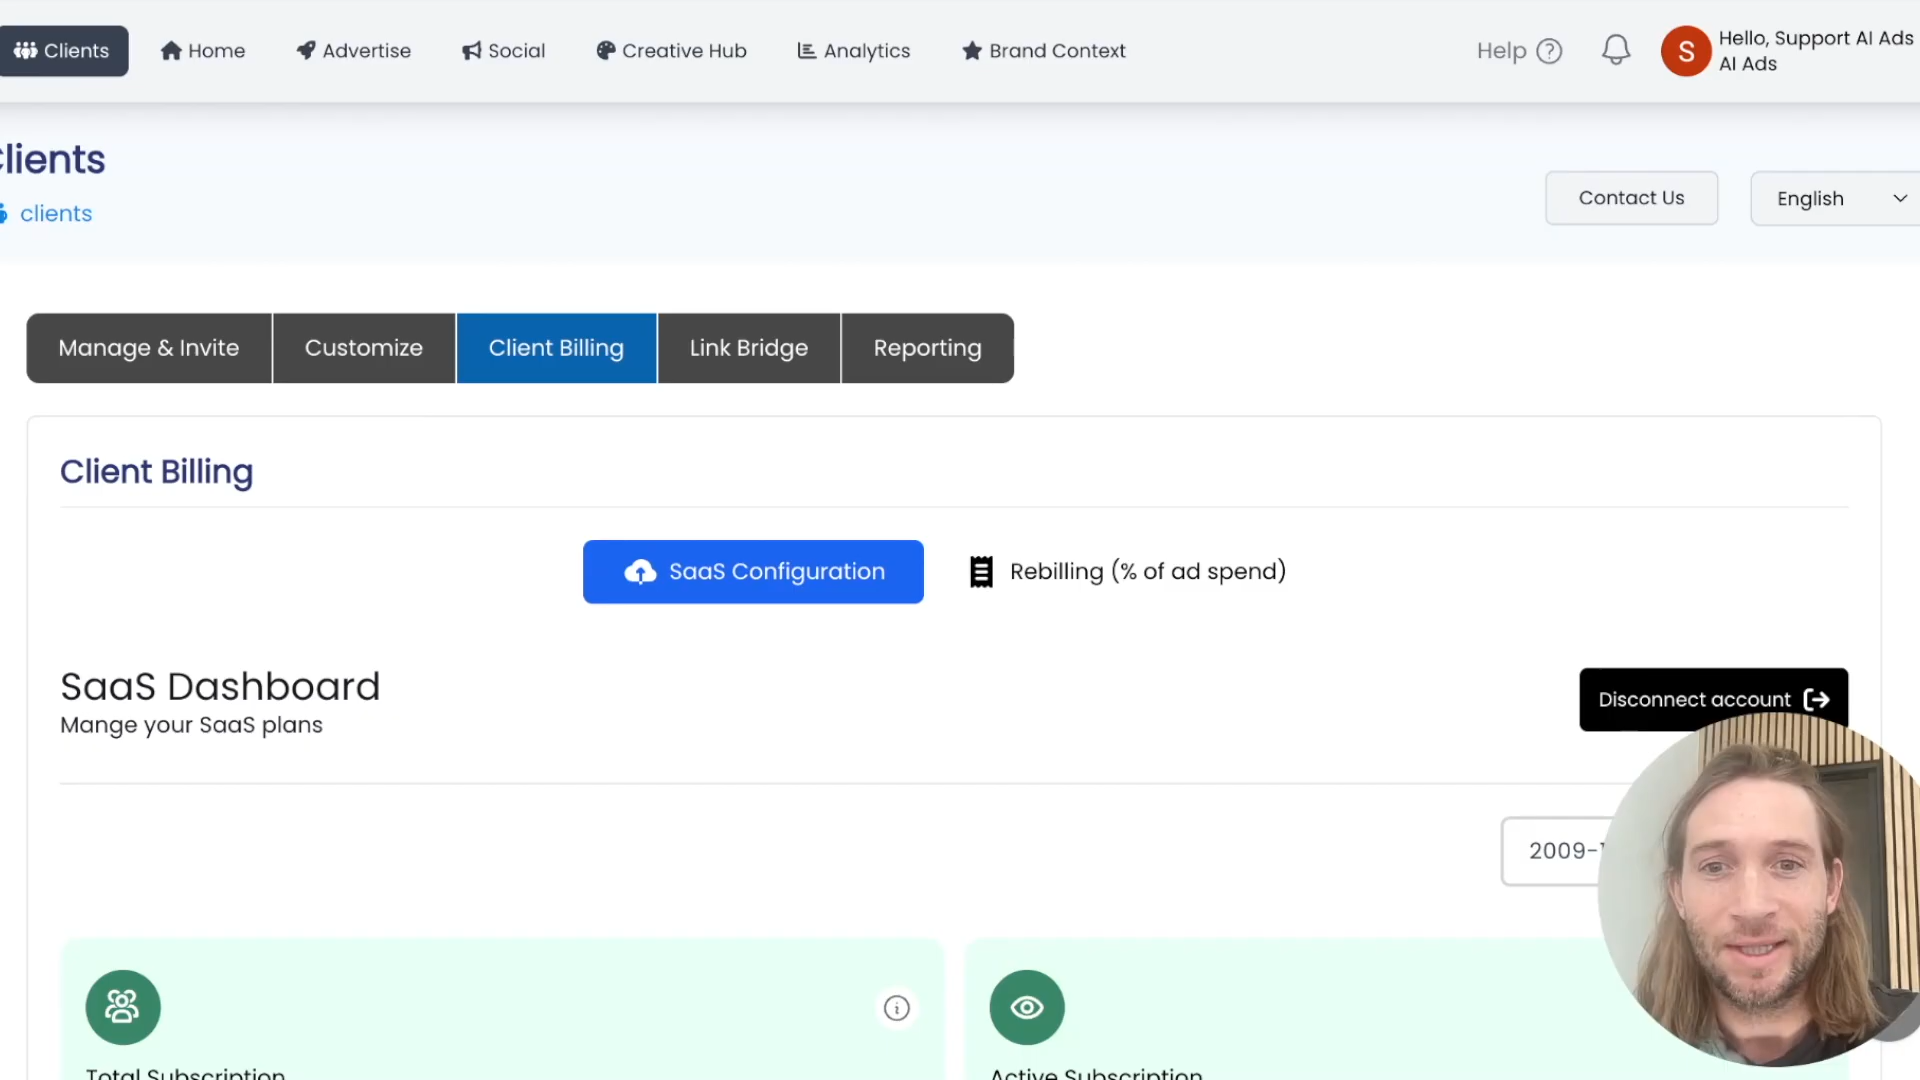 Clients
Home
Advertise
Social
Creative Hub
Analytics
Brand Context
Help
S
Hello, Support AI Ads
AI Ads
Clients
clients
Contact Us
English
Manage & Invite
Customize
Client Billing
Link Bridge
Reporting
Client Billing
SaaS Configuration
Rebilling (% of ad spend)
SaaS Dashboard
Mange your SaaS plans
Disconnect account
2009-1
Total Subscription
Active Subscription